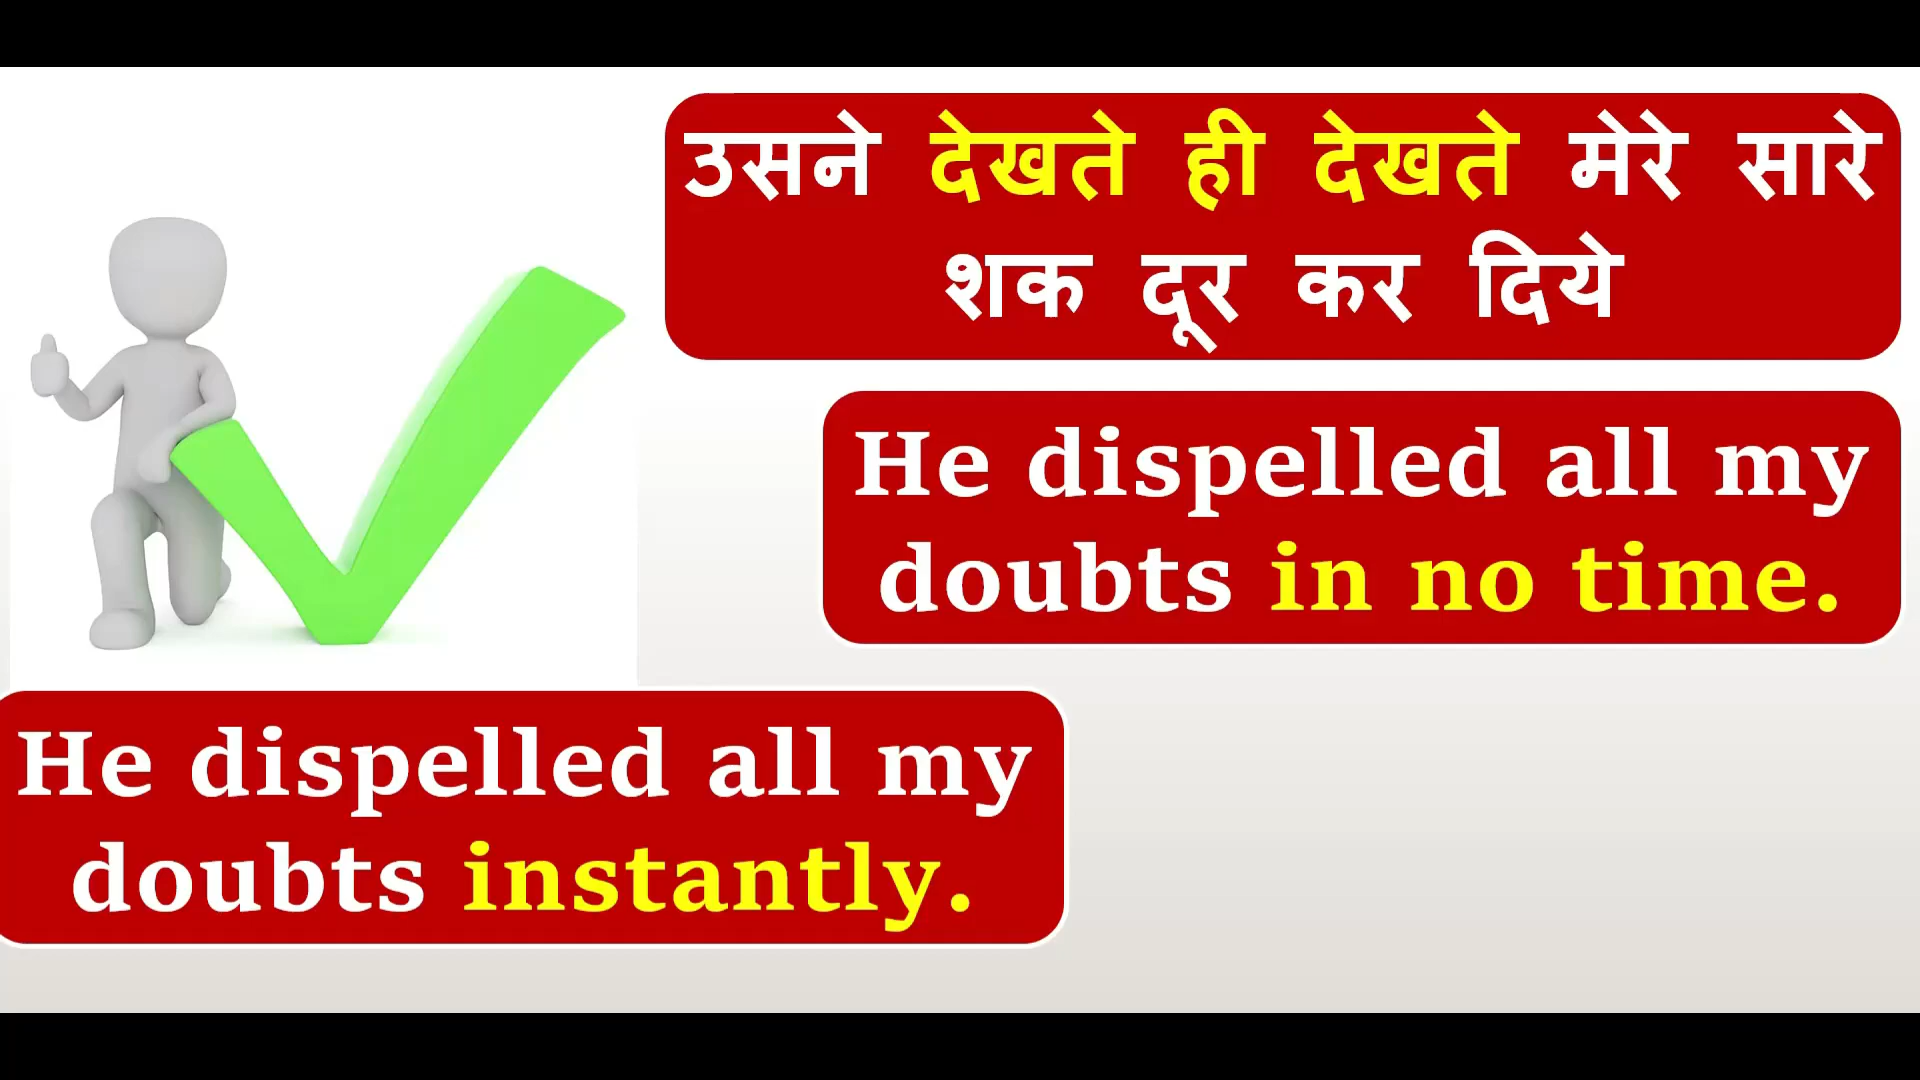 उसने देखते ही देखते मेरे सारे
शक दूर कर दिये
He dispelled all my
doubts in no time.
He dispelled all my
doubts instantly.